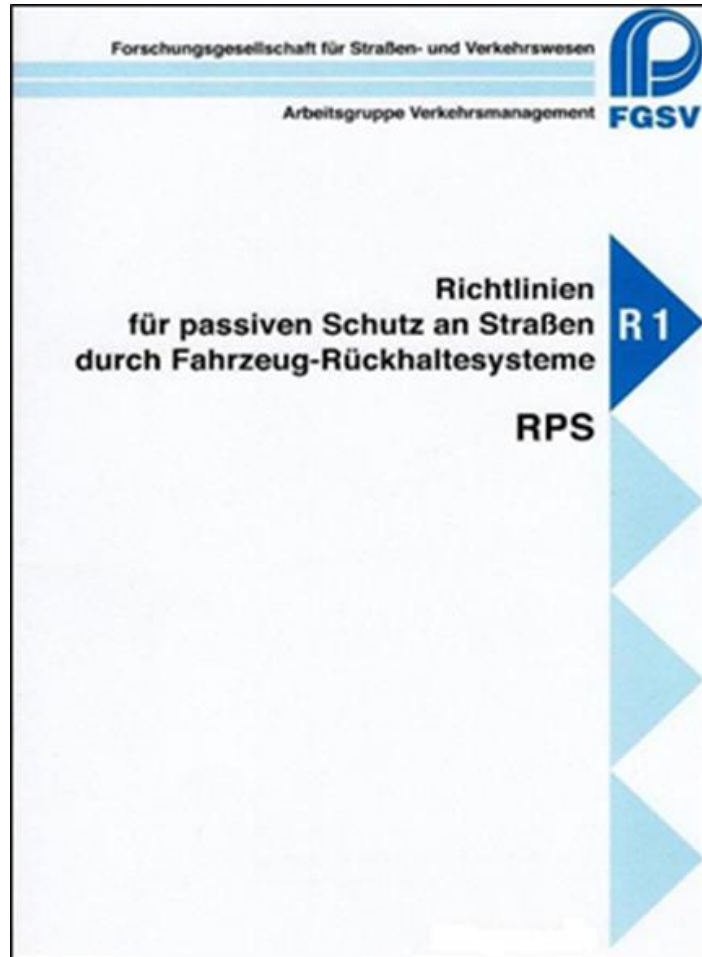 Forschungsgesellschaft für Straßen- und Verkehrswesen
Arbeitsgruppe Verkehrsmanagement
FGSV
Richtlinien
für passiven Schutz an Straßen
durch Fahrzeug-Rückhaltesysteme
R 1
RPS